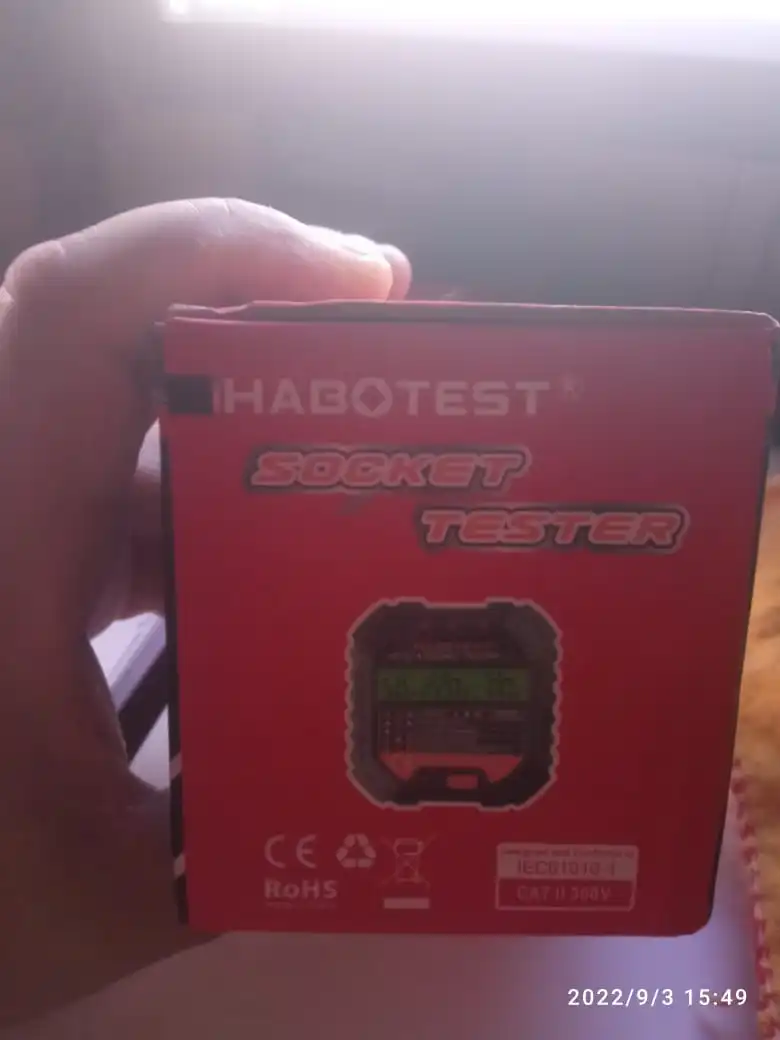 HABOTEST®
SOCKET
TESTER
CE
RoHS
IEC61010-1
CAT II 300V
2022/9/3 15:49